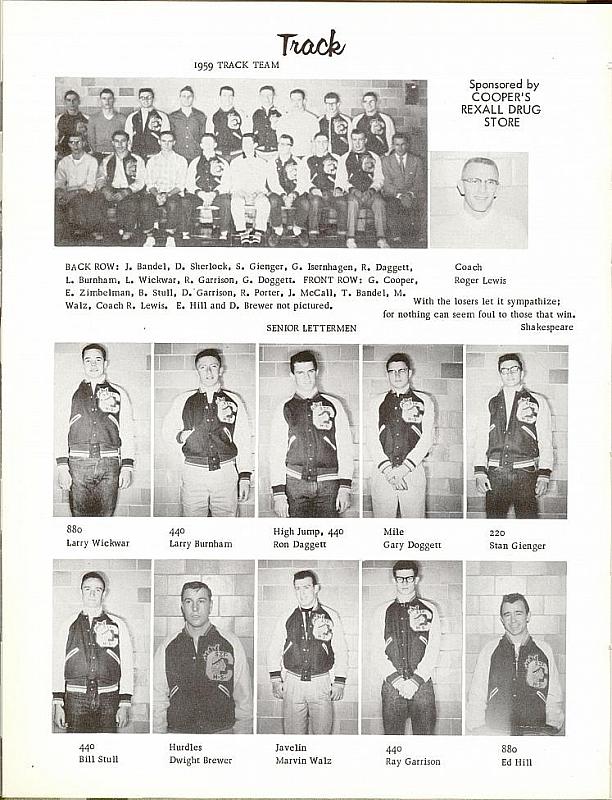 Track
1959 TRACK TEAM
Sponsored by
COOPER'S
REXALL DRUG
STORE
BACK ROW: J. Bandel, D. Sherlock, S. Gienger, G. Isernhagen, R. Daggett,
L. Burnham, L. Wickwar, R. Garrison, G. Doggett. FRONT ROW: G. Cooper,
E. Zimbelman, B. Stull, D. Garrison, R. Porter, J. McCall, T. Bandel, M.
Walz, Coach R. Lewis. E. Hill and D. Brewer not pictured.
Coach
Roger Lewis
With the losers let it sympathize;
for nothing can seem foul to those that win.
Shakespeare
SENIOR LETTERMEN
880
Larry Wickwar
440
Larry Burnham
High Jump, 440
Ron Daggett
Mile
Gary Doggett
220
Stan Gienger
440
Bill Stull
Hurdles
Dwight Brewer
Javelin
Marvin Walz
440
Ray Garrison
880
Ed Hill